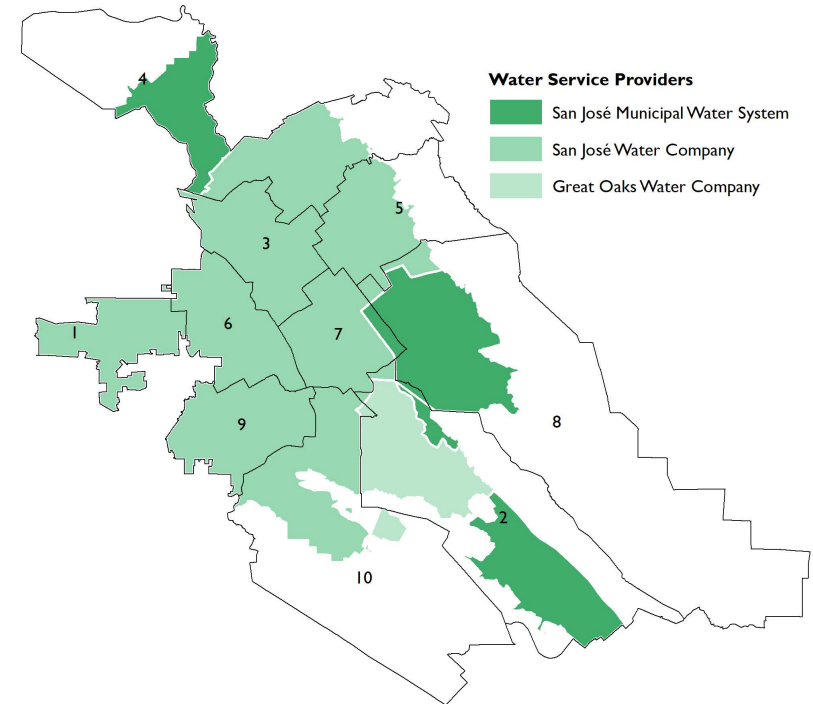 Water Service Providers
San José Municipal Water System
San José Water Company
Great Oaks Water Company
4
5
3
6
1
7
8
9
2
10